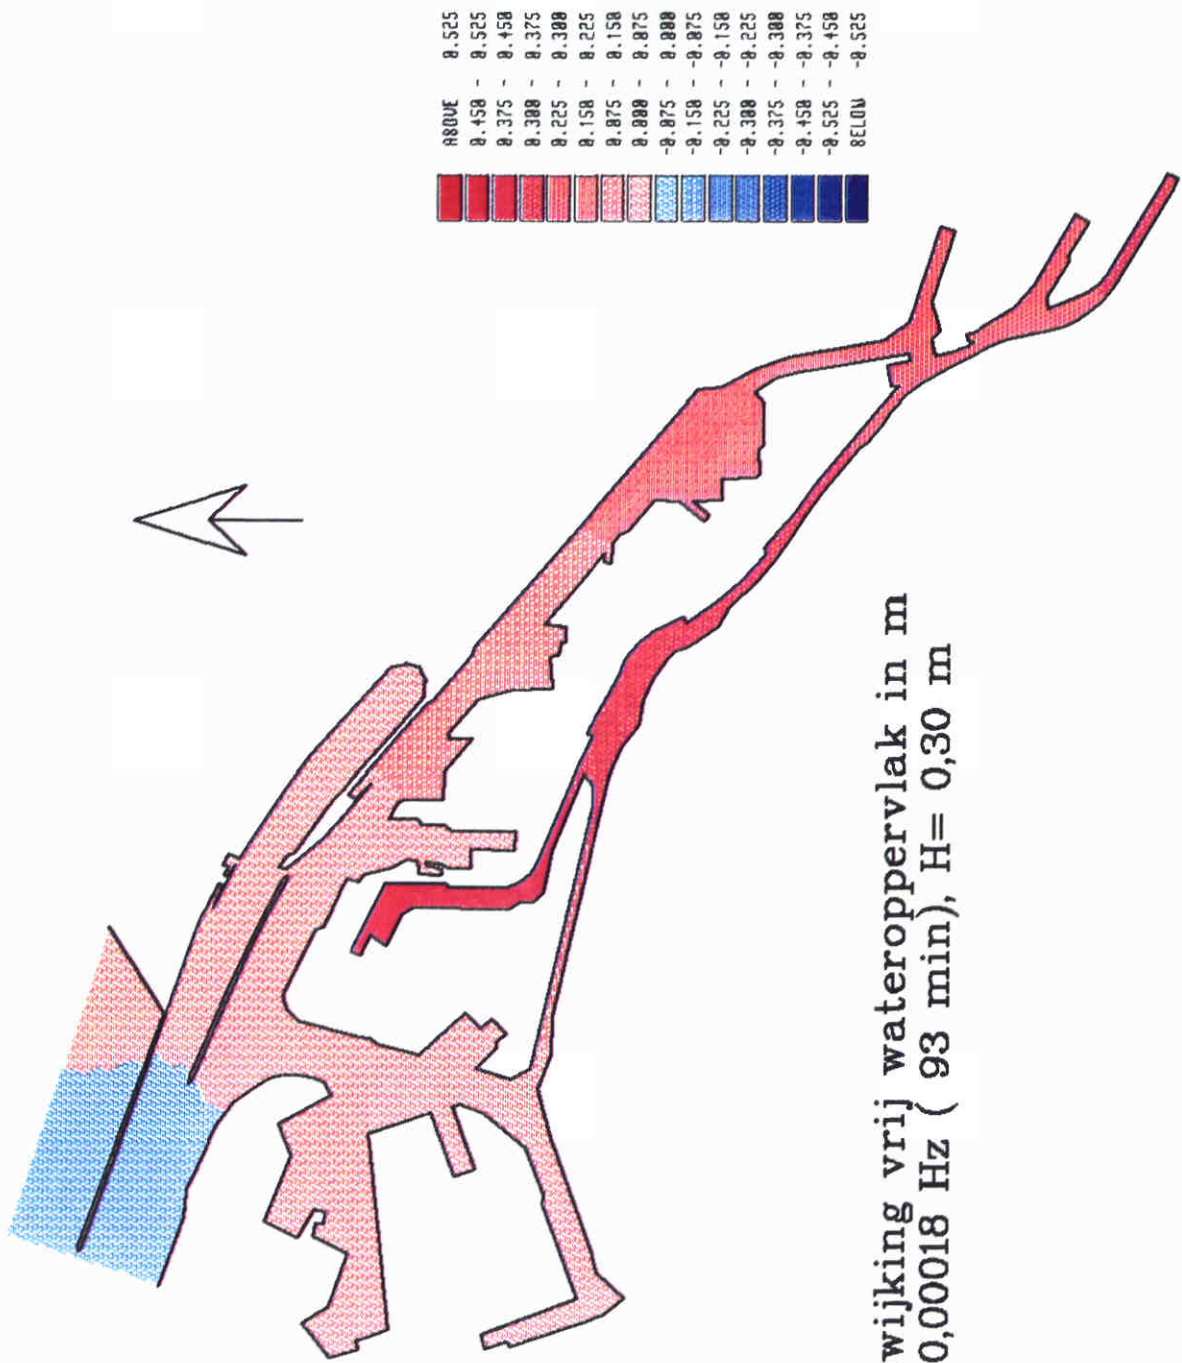 ABOVE 0.525
0.450 - 0.525
0.375 - 0.450
0.300 - 0.375
0.225 - 0.300
0.150 - 0.225
0.075 - 0.150
0.000 - 0.075
-0.075 - 0.000
-0.150 - -0.075
-0.225 - -0.150
-0.300 - -0.225
-0.375 - -0.300
-0.450 - -0.375
-0.525 - -0.450
BELOW -0.525
wijking vrij wateroppervlak in m
0,00018 Hz ( 93 min), H= 0,30 m